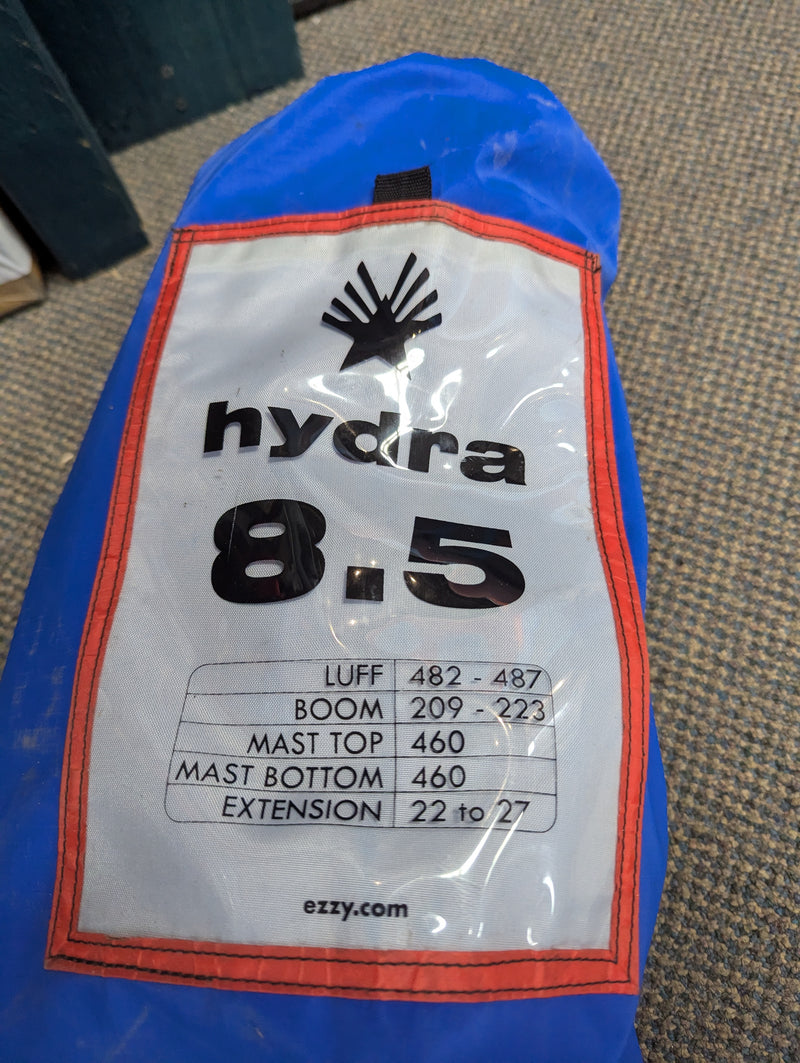 hydra
8.5
LUFF 482 - 487
BOOM 209 - 223
MAST TOP 460
MAST BOTTOM 460
EXTENSION 22 to 27
ezzy.com